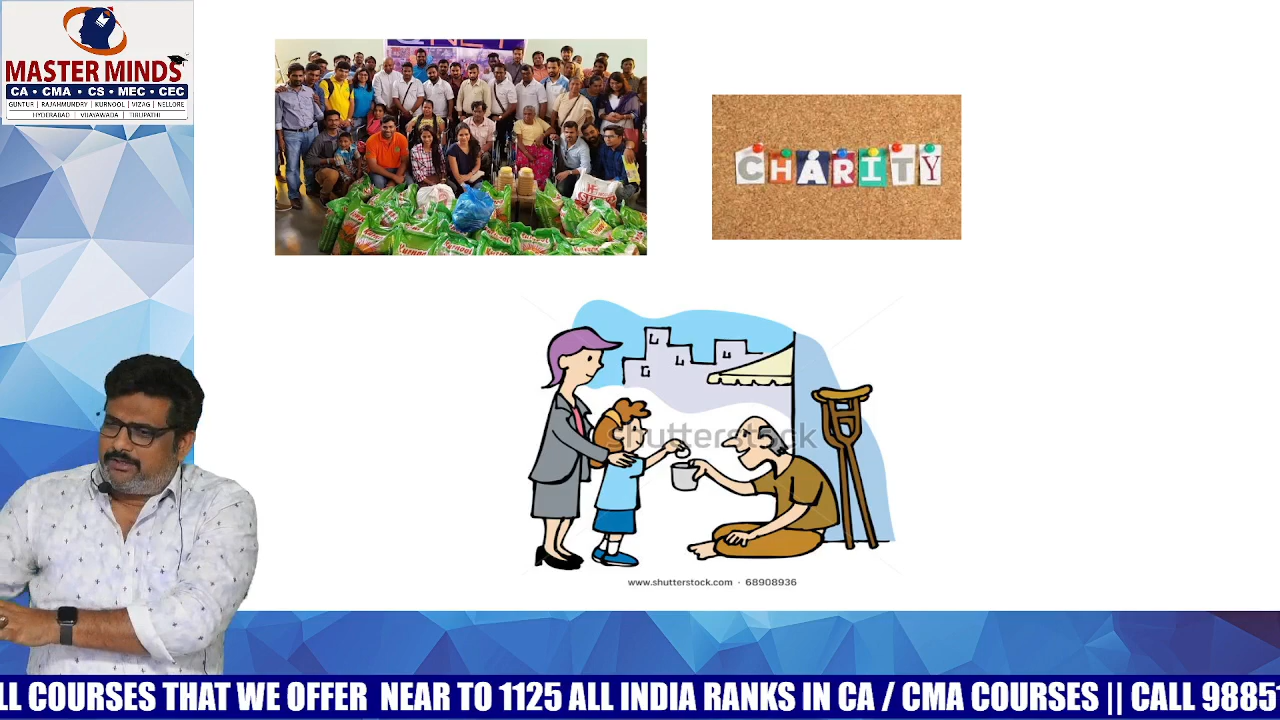 MASTER MINDS
CA • CMA • CS • MEC • CEC
GUNTUR | RAJAHMUNDRY | KURNOOL | VIZAG | NELLORE
HYDERABAD | VIJAYAWADA | TIRUPATHI
CHARITY
shutterstock
www.shutterstock.com · 68908936
LL COURSES THAT WE OFFER NEAR TO 1125 ALL INDIA RANKS IN CA / CMA COURSES || CALL 9885